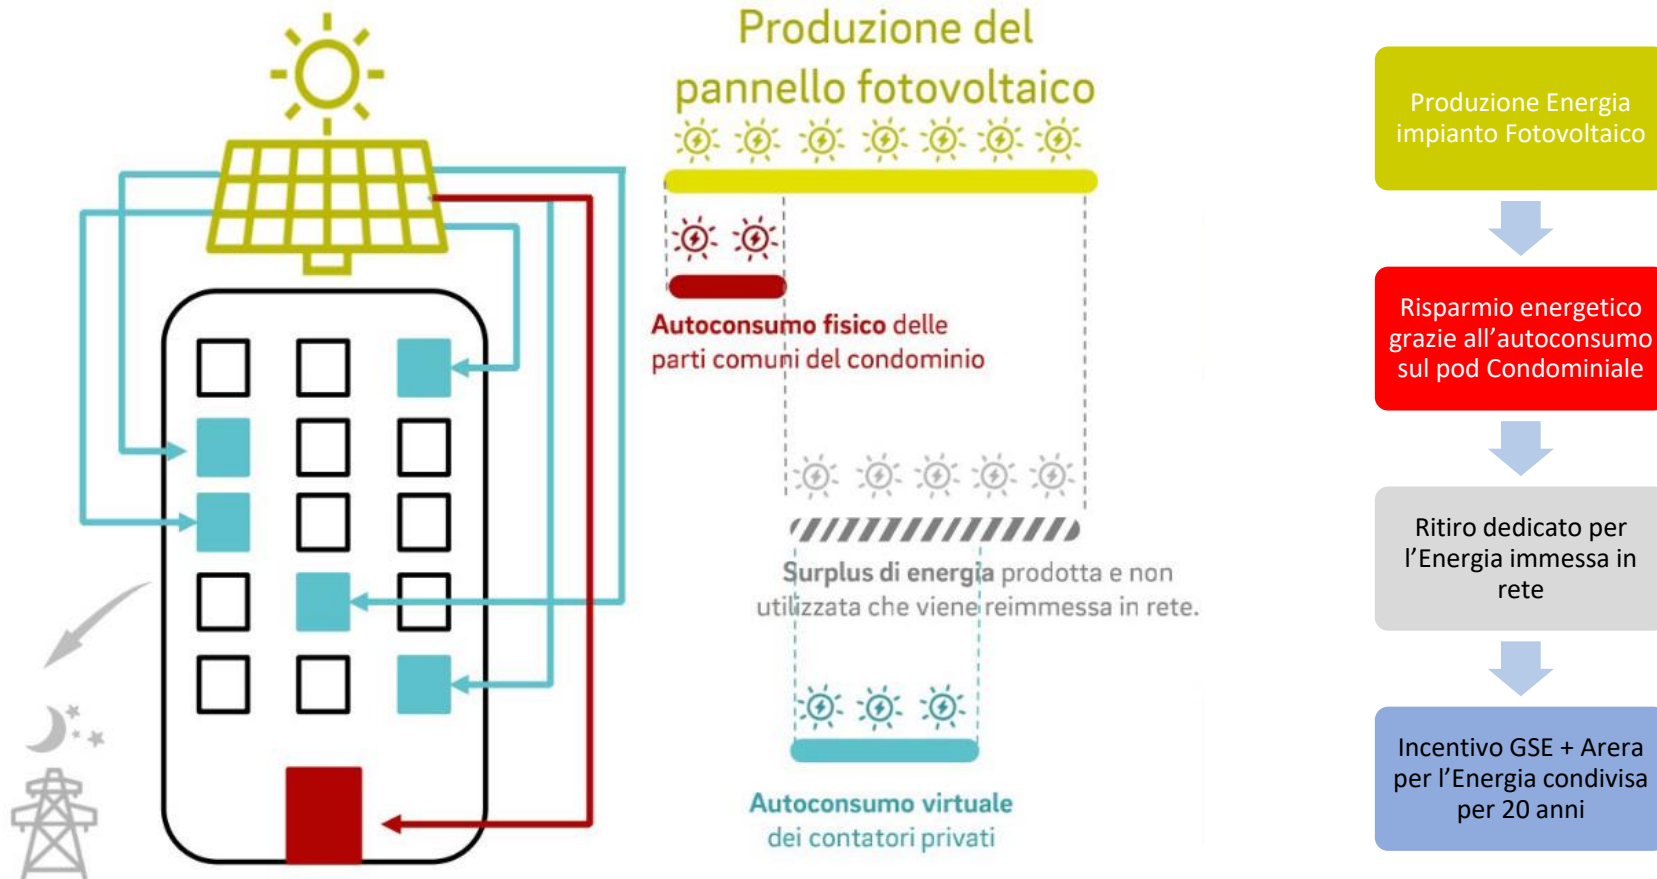 Produzione del
pannello fotovoltaico
Autoconsumo fisico delle
parti comuni del condominio
Surplus di energia prodotta e non
utilizzata che viene reimmessa in rete.
Autoconsumo virtuale
dei contatori privati
Produzione Energia
impianto Fotovoltaico
Risparmio energetico
grazie all’autoconsumo
sul pod Condominiale
Ritiro dedicato per
l’Energia immessa in
rete
Incentivo GSE + Arera
per l’Energia condivisa
per 20 anni